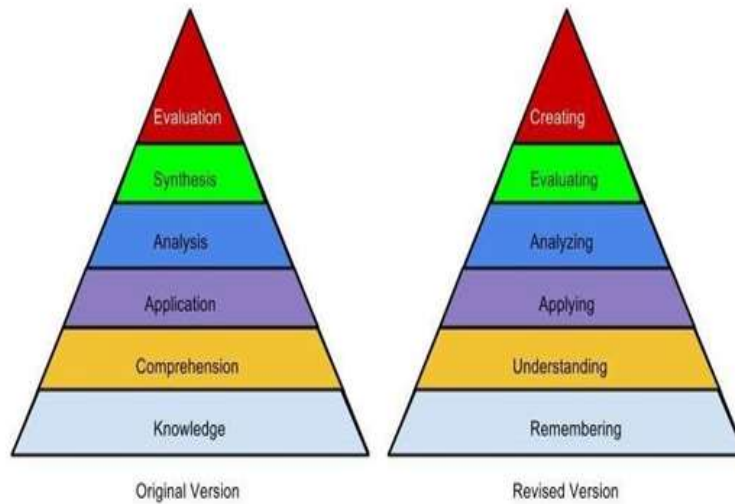 Evaluation
Synthesis
Analysis
Application
Comprehension
Knowledge
Original Version
Creating
Evaluating
Analyzing
Applying
Understanding
Remembering
Revised Version